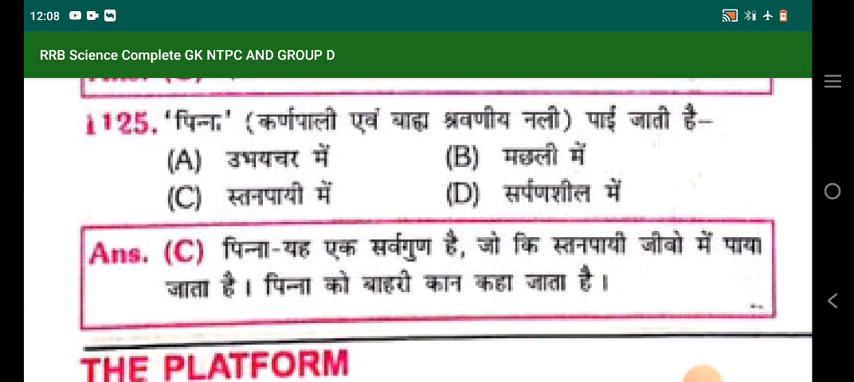 12:08
RRB Science Complete GK NTPC AND GROUP D
1125. 'पिन्ना' (कर्णपाली एवं बाह्य श्रवणीय नली) पाई जाती है–
(A) उभयचर में (B) मछली में
(C) स्तनपायी में (D) सर्पणशील में
Ans. (C) पिन्ना-यह एक सर्वगुण है, जो कि स्तनपायी जीवो में पाया
जाता है। पिन्ना को बाहरी कान कहा जाता है।
THE PLATFORM